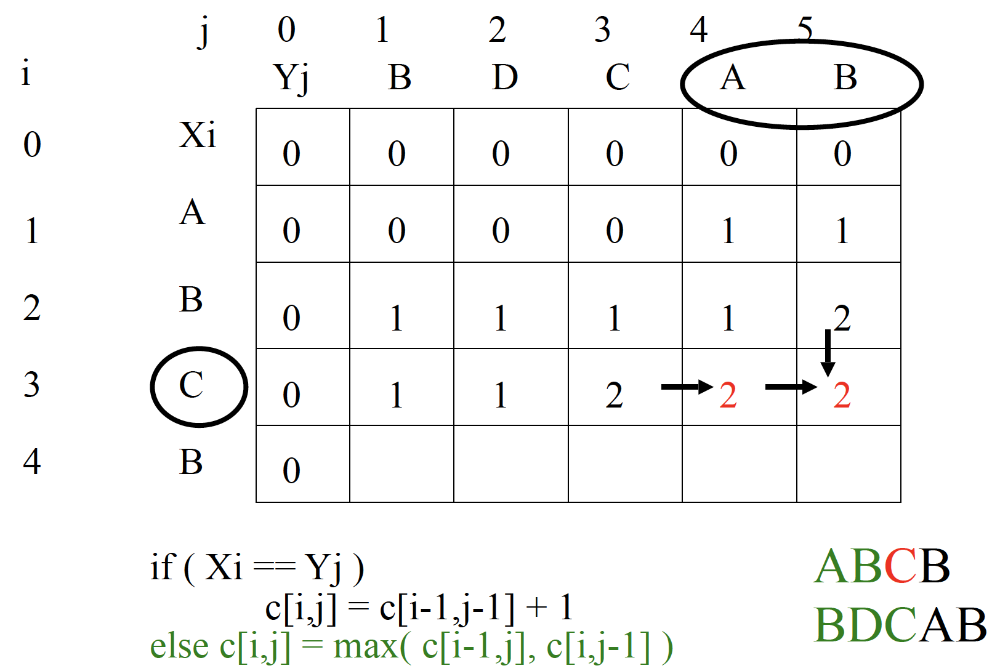 j 0 1 2 3 4 5
i Yj B D C A B
0 Xi 0 0 0 0 0 0
1 A 0 0 0 0 1 1
2 B 0 1 1 1 1 2
3 C 0 1 1 2 2 2
4 B 0
if ( Xi == Yj )
c[i,j] = c[i-1,j-1] + 1
else c[i,j] = max( c[i-1,j], c[i,j-1] )
ABCB
BDCAB